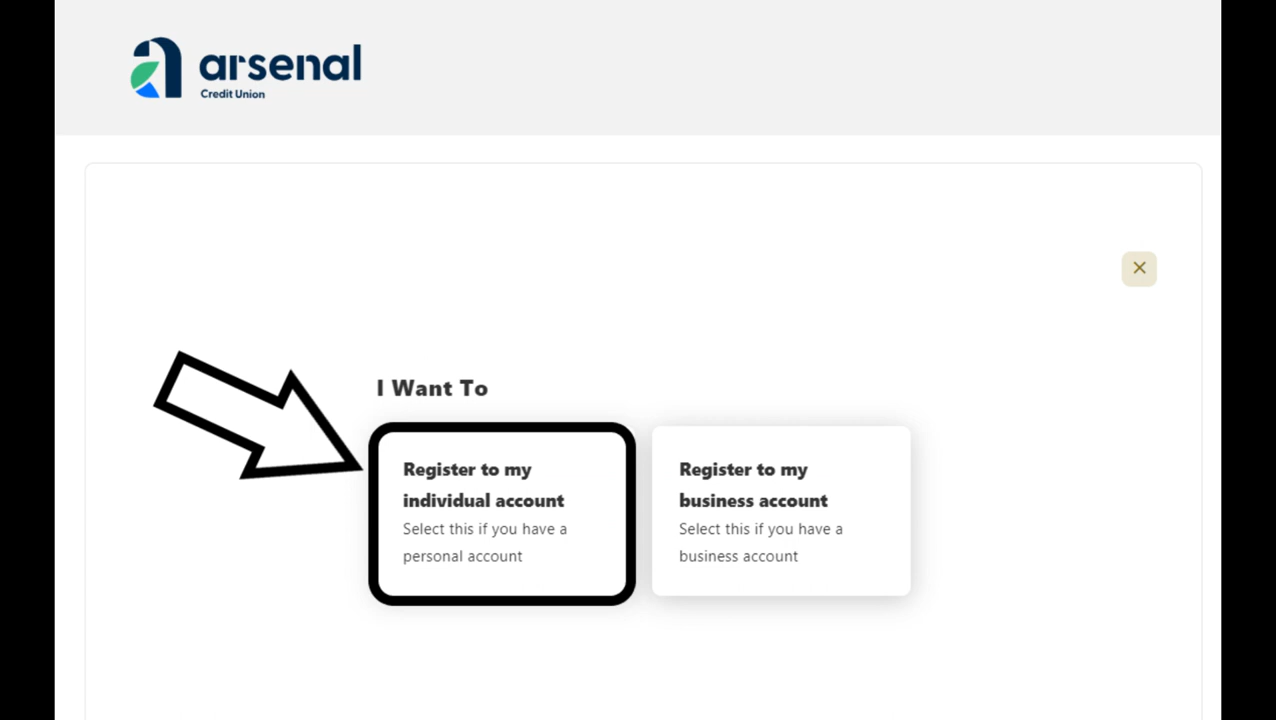 arsenal
Credit Union
I Want To
Register to my
individual account
Select this if you have a
personal account
Register to my
business account
Select this if you have a
business account